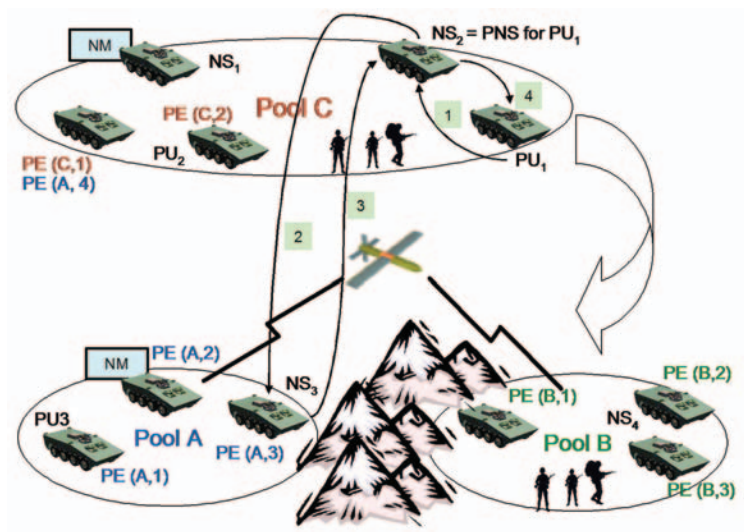 NM
NS₁
NS₂ = PNS for PU₁
PE (C,2)
Pool C
1
4
PU₂
PU₁
PE (C,1)
PE (A, 4)
2
3
NM
PE (A,2)
NS₃
PU3
Pool A
PE (A,3)
PE (A,1)
PE (B,2)
PE (B,1)
NS₄
Pool B
PE (B,3)